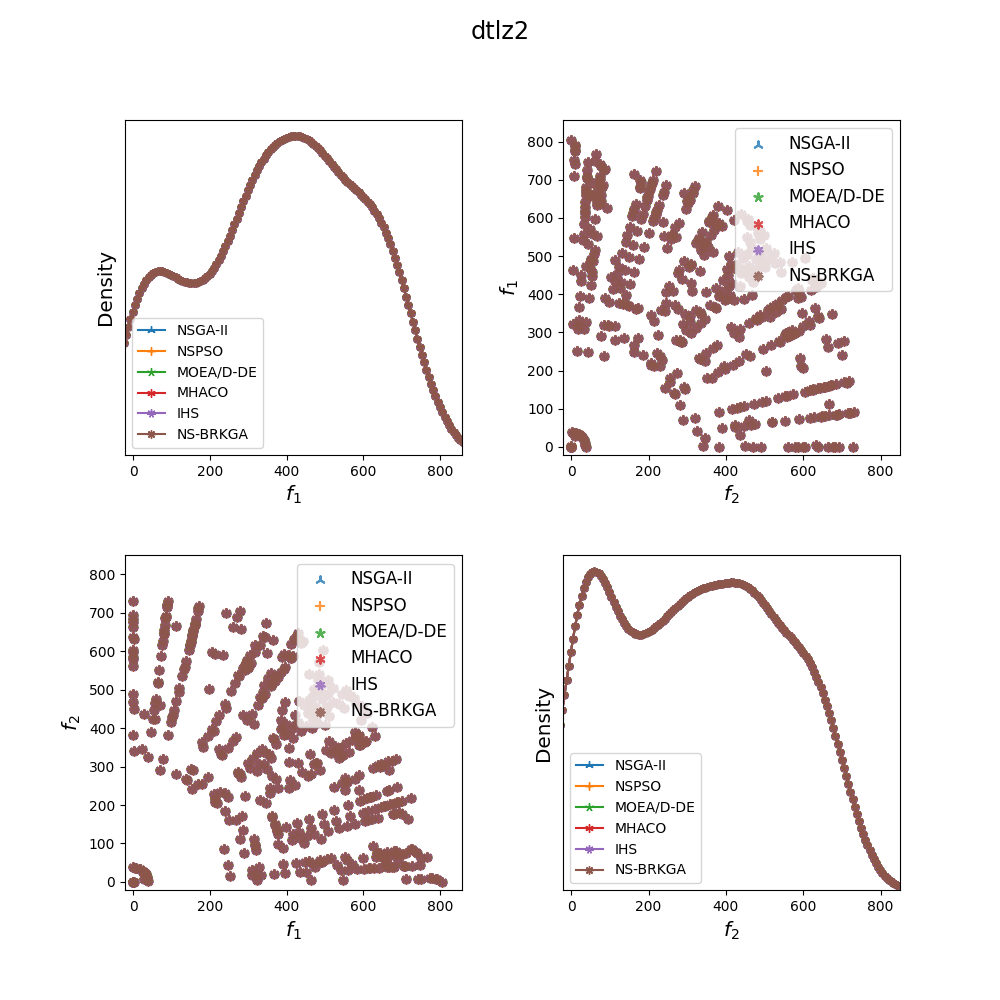 dtlz2
Density
NSGA-II
NSPSO
MOEA/D-DE
MHACO
IHS
NS-BRKGA
0 200 400 600
f1
800
700
600
500
400
300
200
100
0
f1
NSGA-II
NSPSO
MOEA/D-DE
MHACO
IHS
NS-BRKGA
0 200 400 600 800
f2
800
700
600
500
400
300
200
100
0
f2
NSGA-II
NSPSO
MOEA/D-DE
MHACO
IHS
NS-BRKGA
0 200 400 600 800
f1
Density
NSGA-II
NSPSO
MOEA/D-DE
MHACO
IHS
NS-BRKGA
0 200 400 600 800
f2